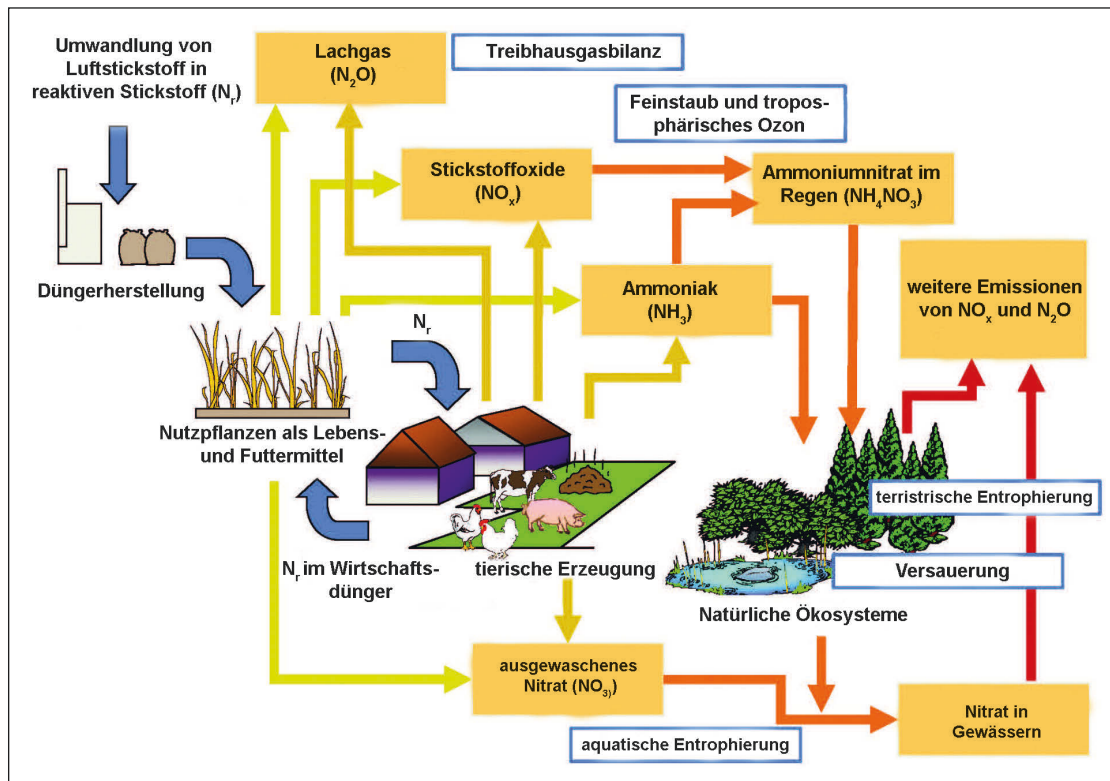 Umwandlung von
Luftstickstoff in
reaktiven Stickstoff (Nr)
Lachgas
(N2O)
Treibhausgasbilanz
Feinstaub und tropos-
phärisches Ozon
Stickstoffoxide
(NOx)
Ammoniumnitrat im
Regen (NH4NO3)
Düngerherstellung
Ammoniak
(NH3)
weitere Emissionen
von NOx und N2O
Nr
Nutzpflanzen als Lebens-
und Futtermittel
terristrische Entrophierung
Nr im Wirtschafts-
dünger
tierische Erzeugung
Versauerung
Natürliche Ökosysteme
ausgewaschenes
Nitrat (NO3)
aquatische Entrophierung
Nitrat in
Gewässern